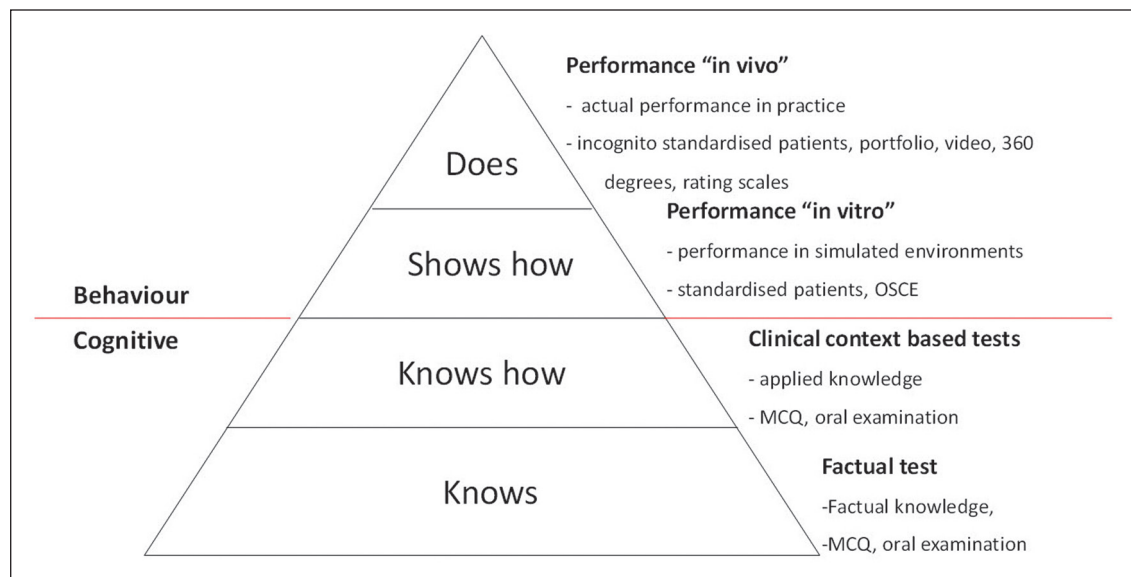 Performance “in vivo”
- actual performance in practice
- incognito standardised patients, portfolio, video, 360
degrees, rating scales
Does
Performance “in vitro”
- performance in simulated environments
- standardised patients, OSCE
Shows how
Behaviour
Cognitive
Clinical context based tests
- applied knowledge
- MCQ, oral examination
Knows how
Factual test
-Factual knowledge,
-MCQ, oral examination
Knows